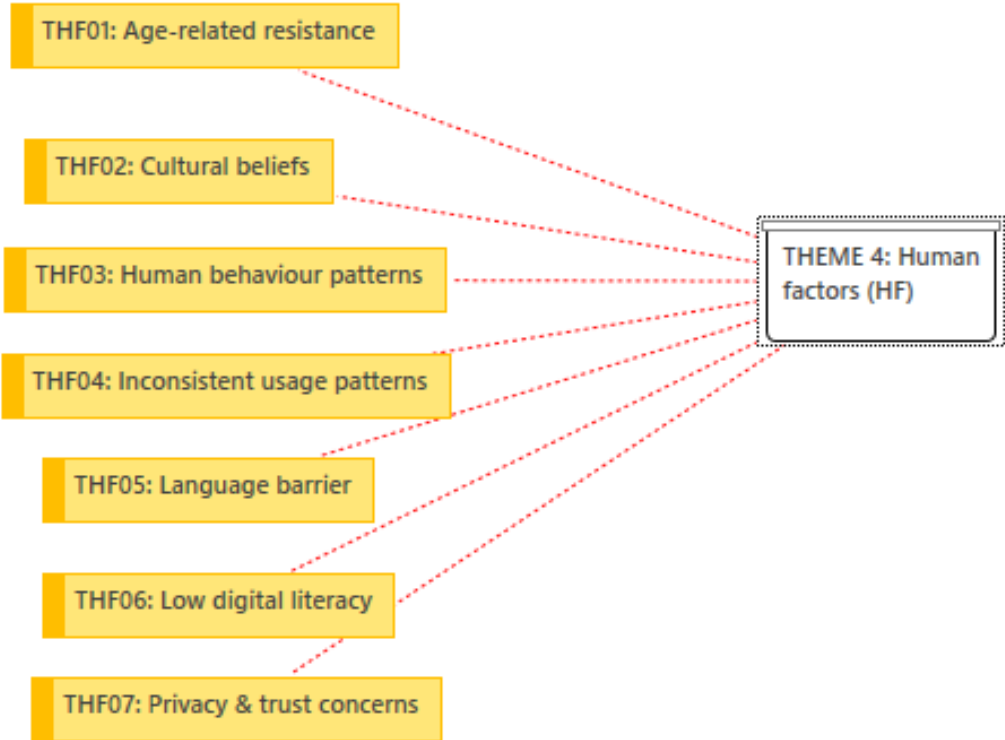 THF01: Age-related resistance
THF02: Cultural beliefs
THF03: Human behaviour patterns
THF04: Inconsistent usage patterns
THF05: Language barrier
THF06: Low digital literacy
THF07: Privacy & trust concerns
THEME 4: Human
factors (HF)